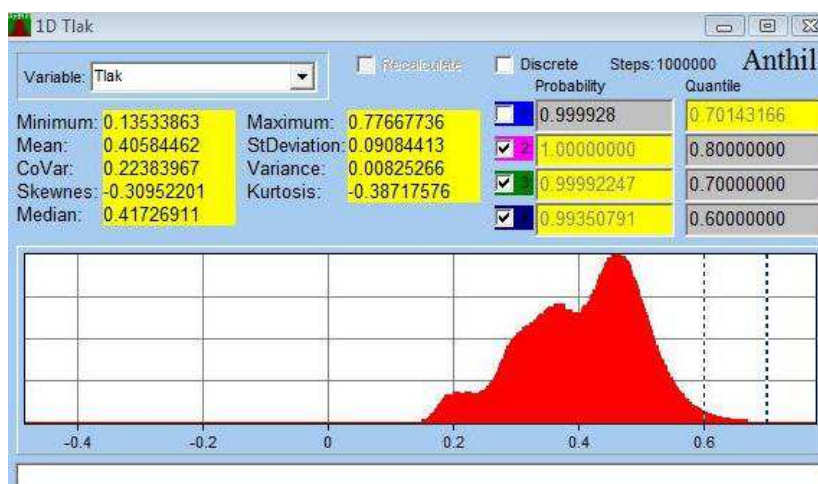 1D Tlak
Variable: Tlak
Recalculate
Discrete Steps:1000000 Anthil
Probability Quantile
Minimum: 0.13533863 Maximum: 0.77667736
Mean: 0.40584462 StDeviation: 0.09084413
CoVar: 0.22383967 Variance: 0.00825266
Skewnes: -0.30952201 Kurtosis: -0.38717576
Median: 0.41726911
1 0.999928 0.70143166
2 1.00000000 0.80000000
3 0.99992247 0.70000000
0.99350791 0.60000000
-0.4 -0.2 0 0.2 0.4 0.6